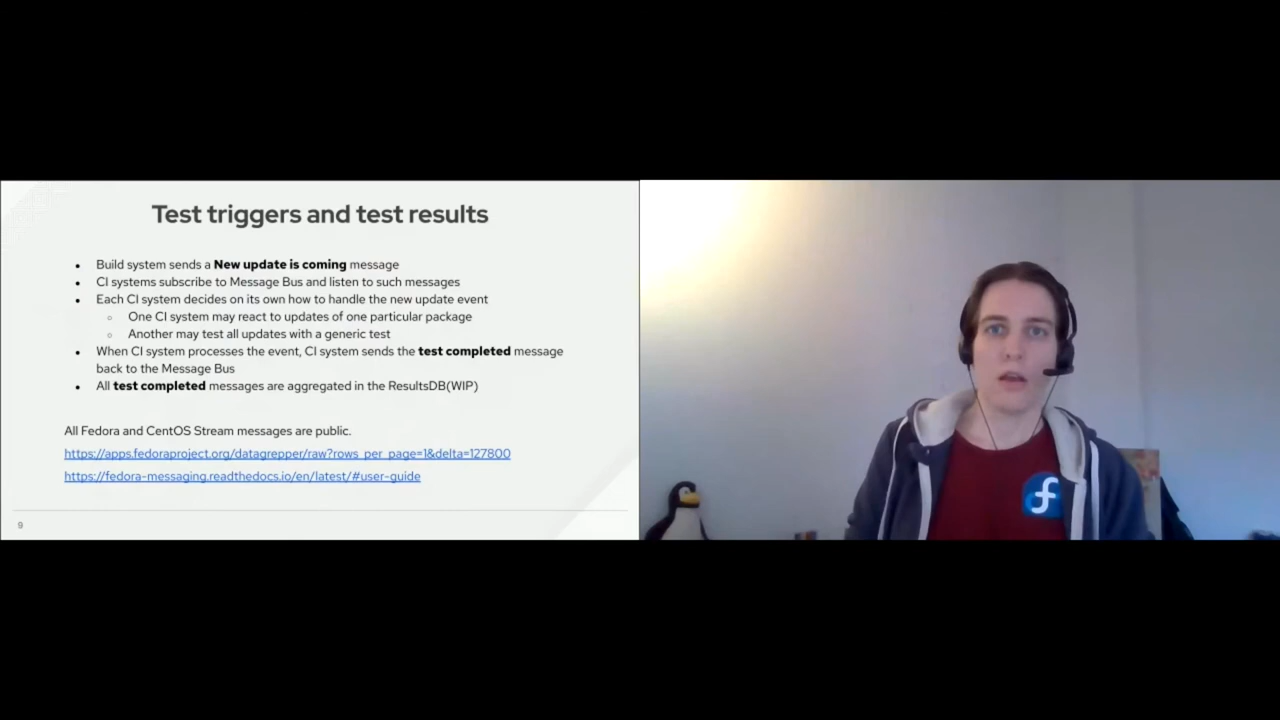 Test triggers and test results
● Build system sends a New update is coming message
● CI systems subscribe to Message Bus and listen to such messages
● Each CI system decides on its own how to handle the new update event
○ One CI system may react to updates of one particular package
○ Another may test all updates with a generic test
● When CI system processes the event, CI system sends the test completed message
back to the Message Bus
● All test completed messages are aggregated in the ResultsDB(WIP)
All Fedora and CentOS Stream messages are public.
https://apps.fedoraproject.org/datagrepper/raw?rows_per_page=1&delta=127800
https://fedora-messaging.readthedocs.io/en/latest/#user-guide
9